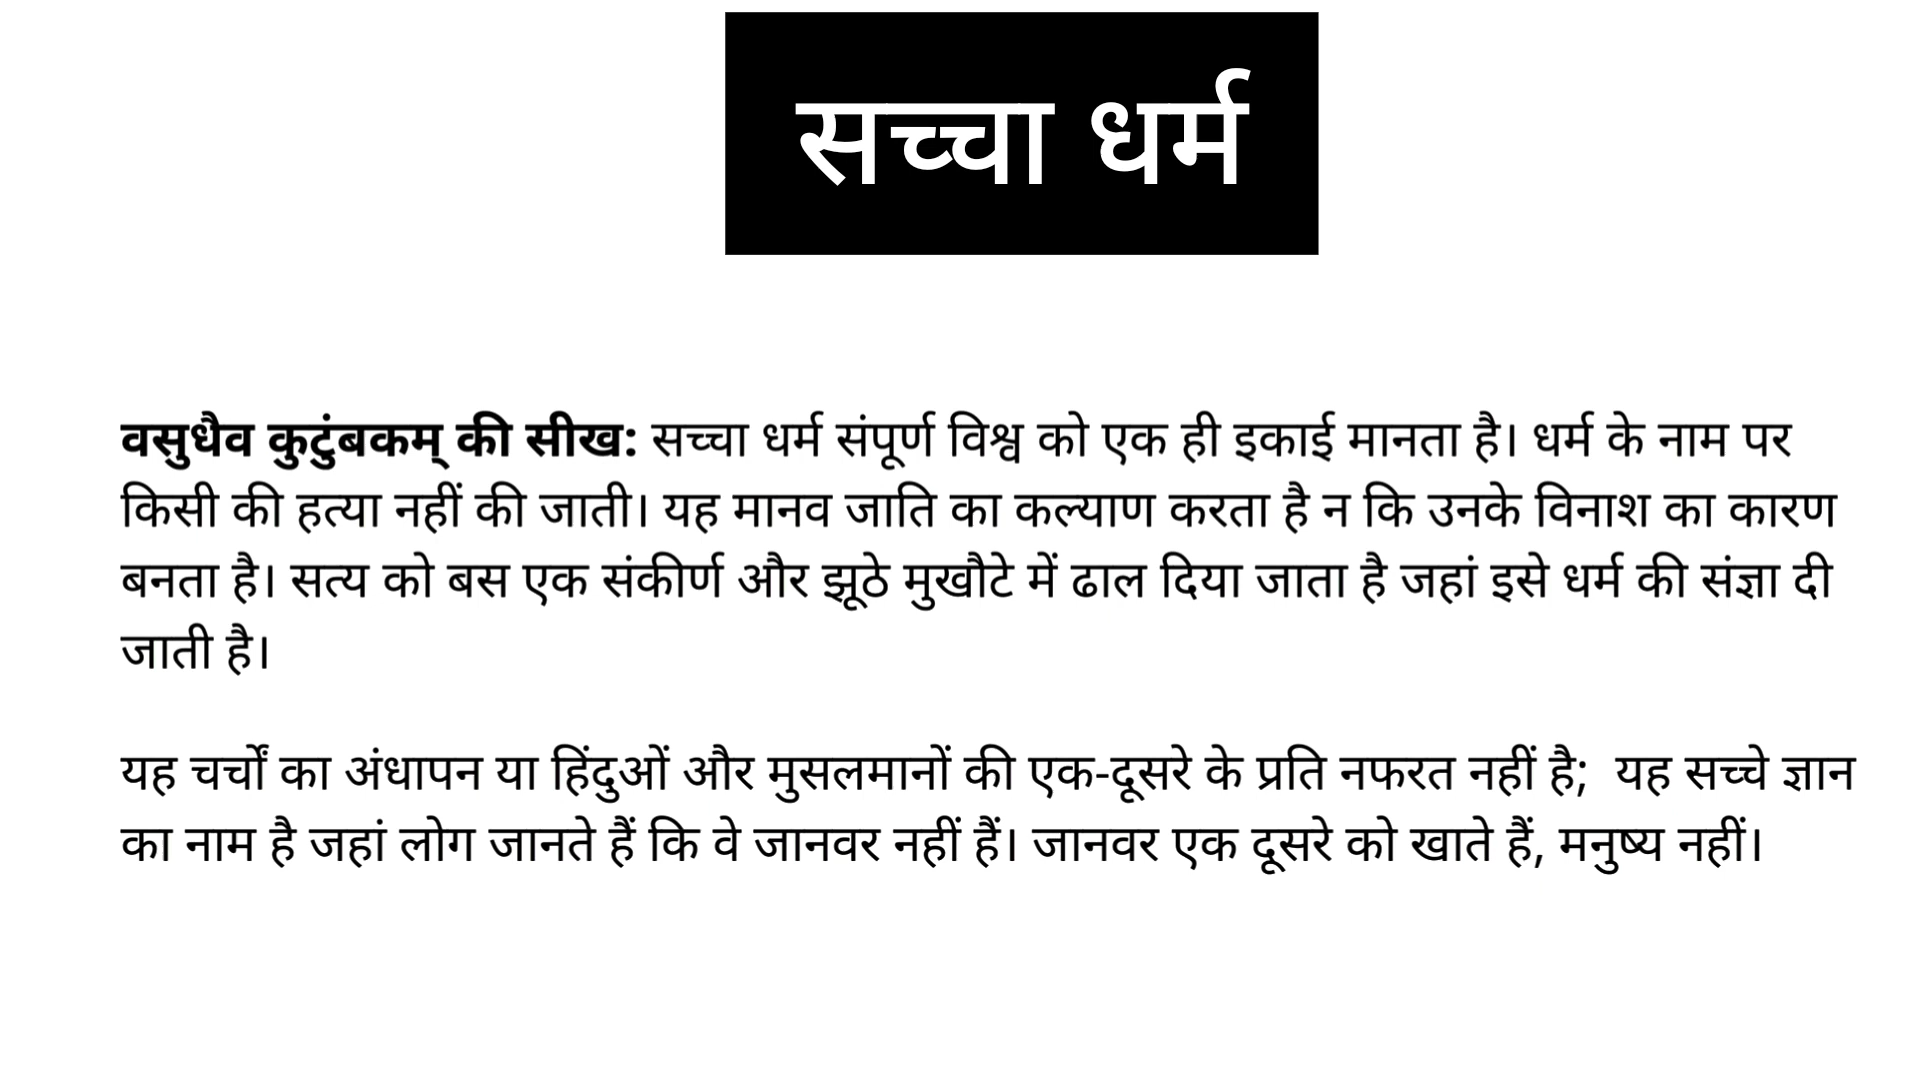 सच्चा धर्म
वसुधैव कुटुंबकम् की सीख: सच्चा धर्म संपूर्ण विश्व को एक ही इकाई मानता है। धर्म के नाम पर
किसी की हत्या नहीं की जाती। यह मानव जाति का कल्याण करता है न कि उनके विनाश का कारण
बनता है। सत्य को बस एक संकीर्ण और झूठे मुखौटे में ढाल दिया जाता है जहां इसे धर्म की संज्ञा दी
जाती है।
यह चर्चों का अंधापन या हिंदुओं और मुसलमानों की एक-दूसरे के प्रति नफरत नहीं है;  यह सच्चे ज्ञान
का नाम है जहां लोग जानते हैं कि वे जानवर नहीं हैं। जानवर एक दूसरे को खाते हैं, मनुष्य नहीं।